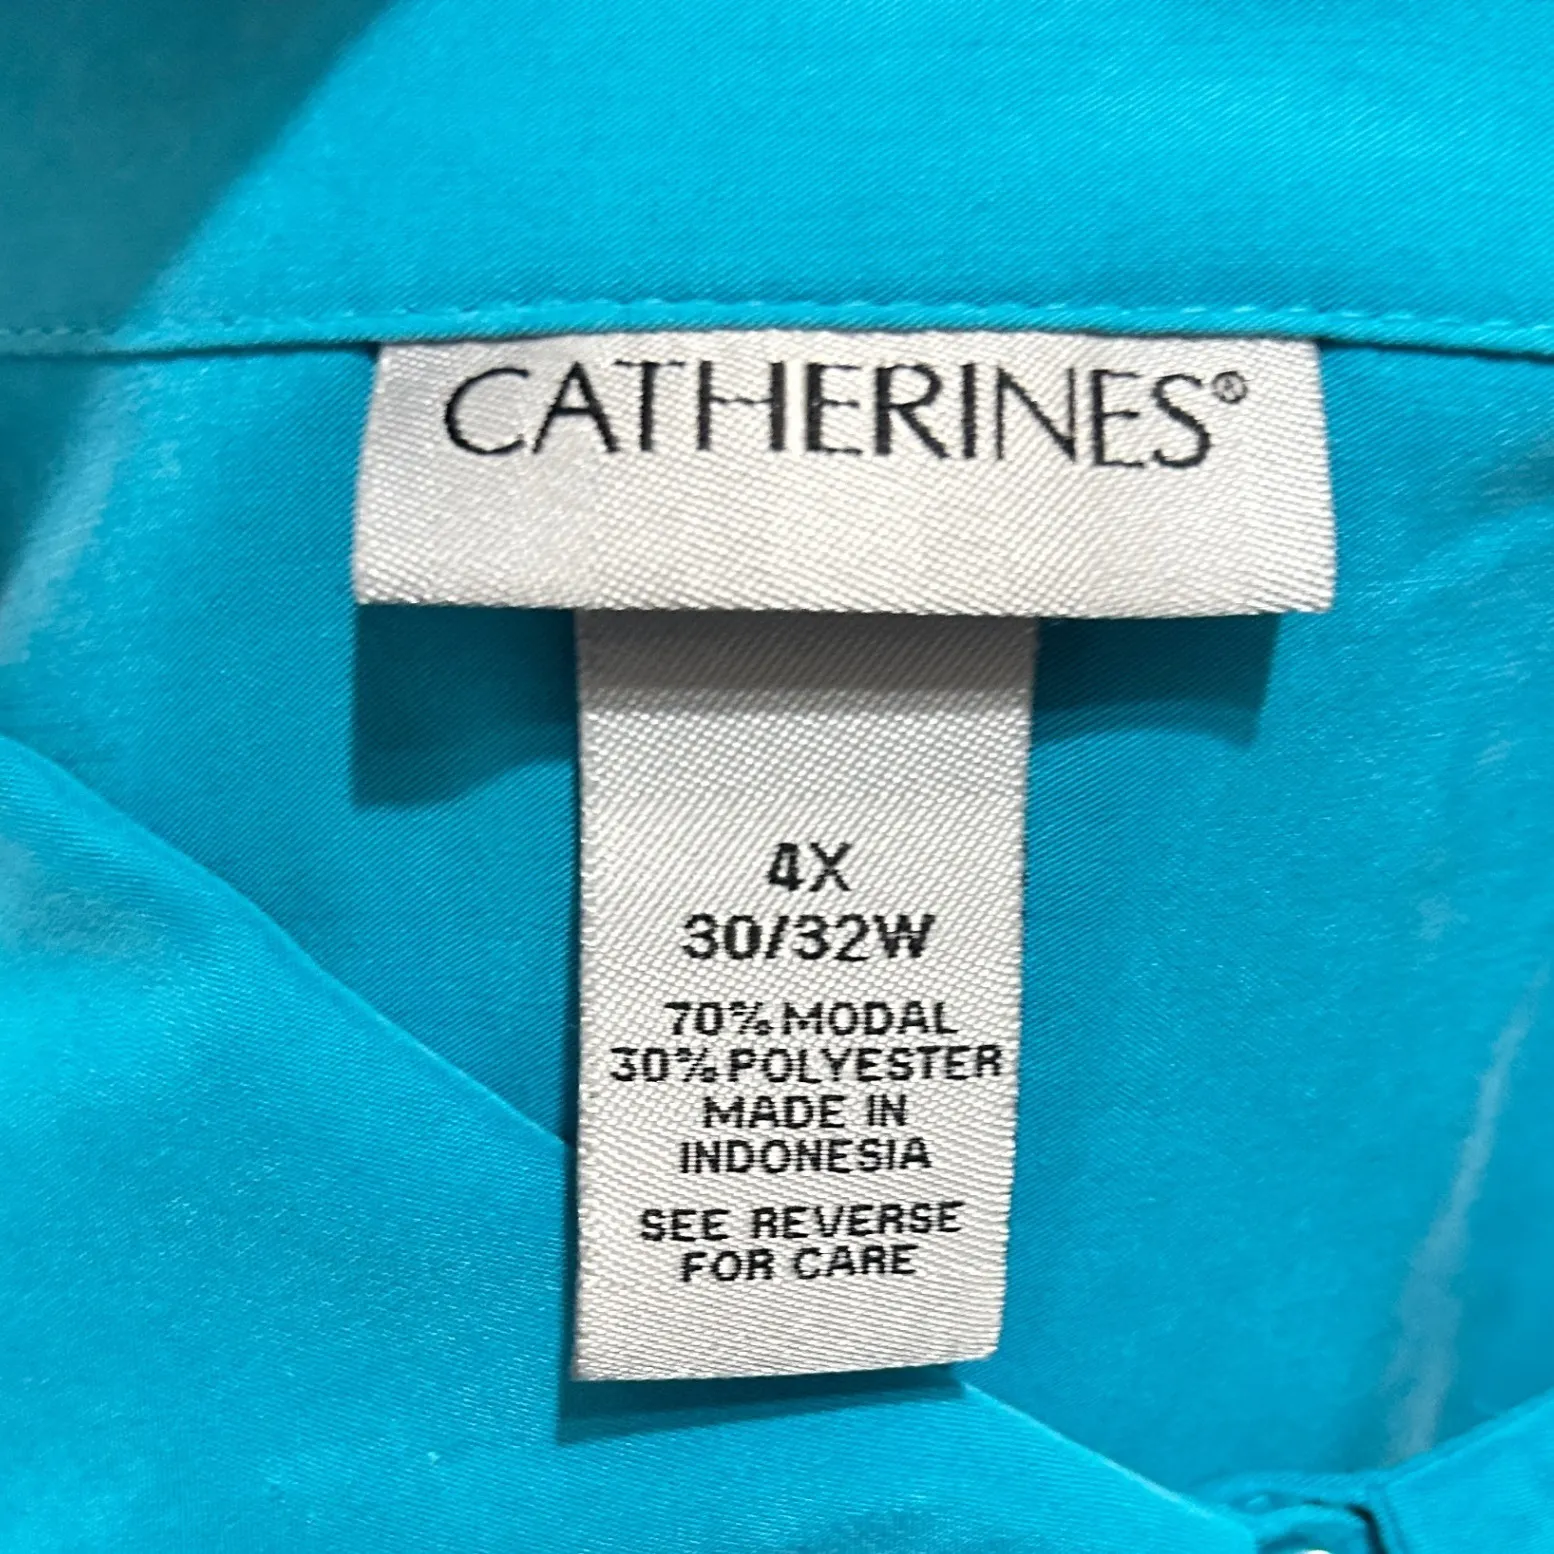 CATHERINES®
4X
30/32W
70% MODAL
30% POLYESTER
MADE IN
INDONESIA
SEE REVERSE
FOR CARE